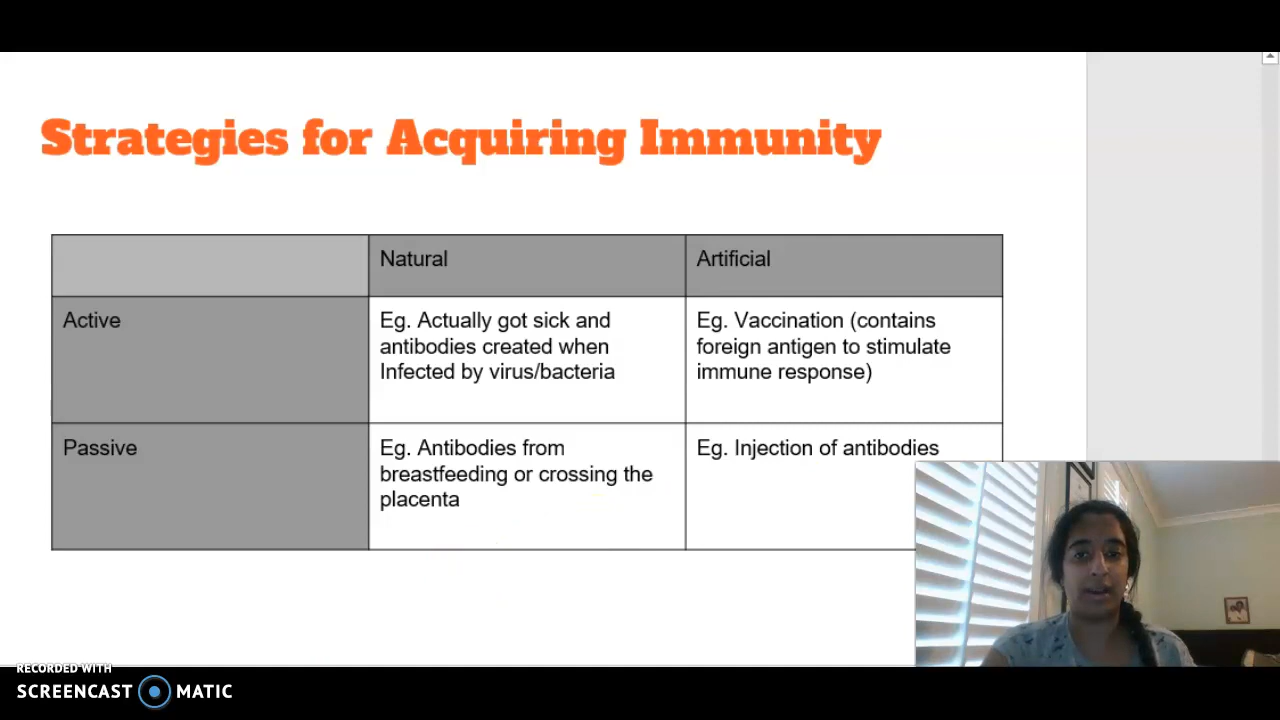 Strategies for Acquiring Immunity
Natural
Artificial
Active
Eg. Actually got sick and
antibodies created when
Infected by virus/bacteria
Eg. Vaccination (contains
foreign antigen to stimulate
immune response)
Passive
Eg. Antibodies from
breastfeeding or crossing the
placenta
Eg. Injection of antibodies
RECORDED WITH
SCREENCAST MATIC